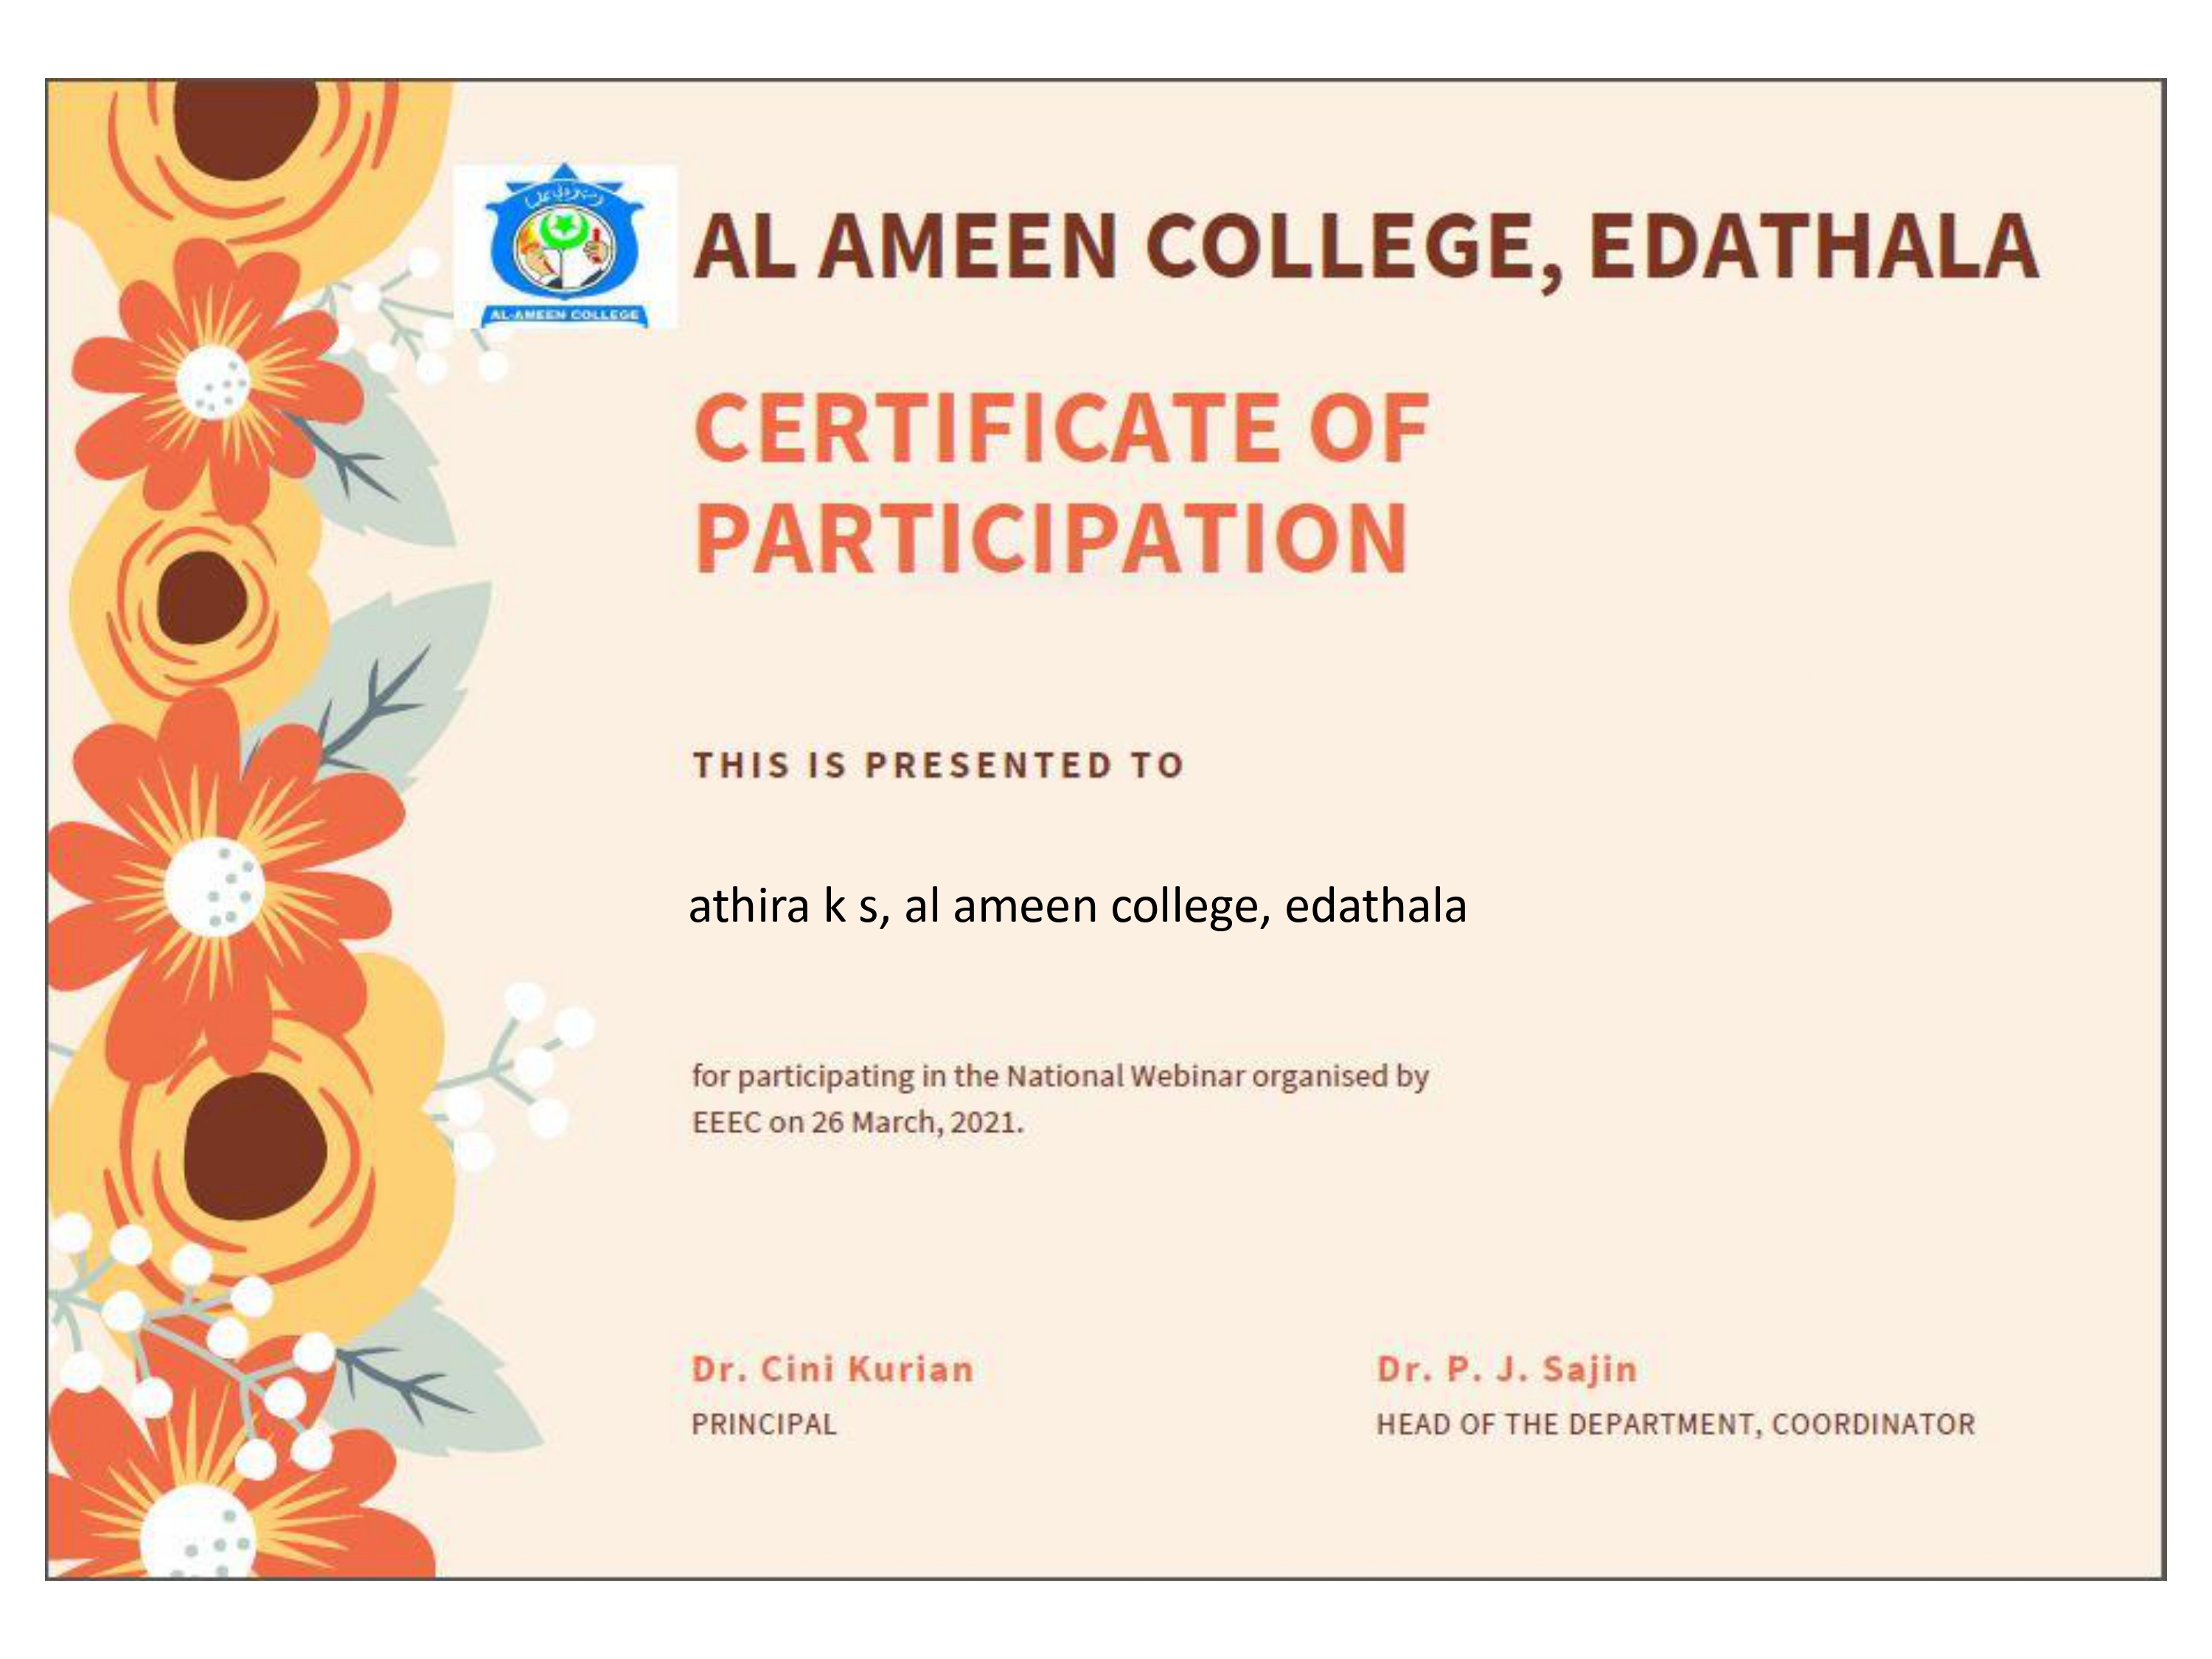 AL-AMEEN COLLEGE
AL AMEEN COLLEGE, EDATHALA
CERTIFICATE OF
PARTICIPATION
THIS IS PRESENTED TO
athira k s, al ameen college, edathala
for participating in the National Webinar organised by
EEEC on 26 March, 2021.
Dr. Cini Kurian
PRINCIPAL
Dr. P. J. Sajin
HEAD OF THE DEPARTMENT, COORDINATOR